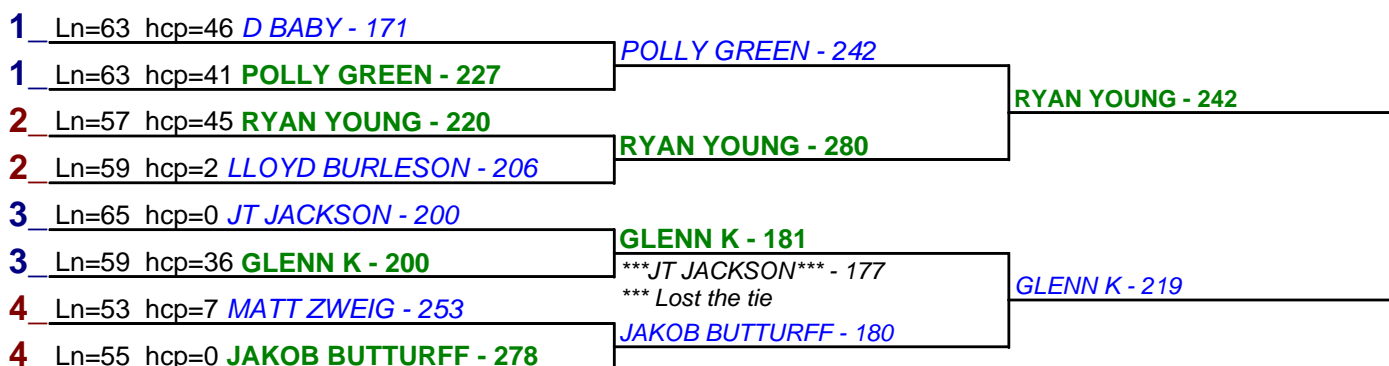 1_ Ln=63 hcp=46 D BABY - 171
1_ Ln=63 hcp=41 POLLY GREEN - 227
2_ Ln=57 hcp=45 RYAN YOUNG - 220
2_ Ln=59 hcp=2 LLOYD BURLESON - 206
3_ Ln=65 hcp=0 JT JACKSON - 200
3_ Ln=59 hcp=36 GLENN K - 200
4_ Ln=53 hcp=7 MATT ZWEIG - 253
4 Ln=55 hcp=0 JAKOB BUTTURFF - 278
POLLY GREEN - 242
RYAN YOUNG - 280
GLENN K - 181
***JT JACKSON*** - 177
*** Lost the tie
JAKOB BUTTURFF - 180
RYAN YOUNG - 242
GLENN K - 219